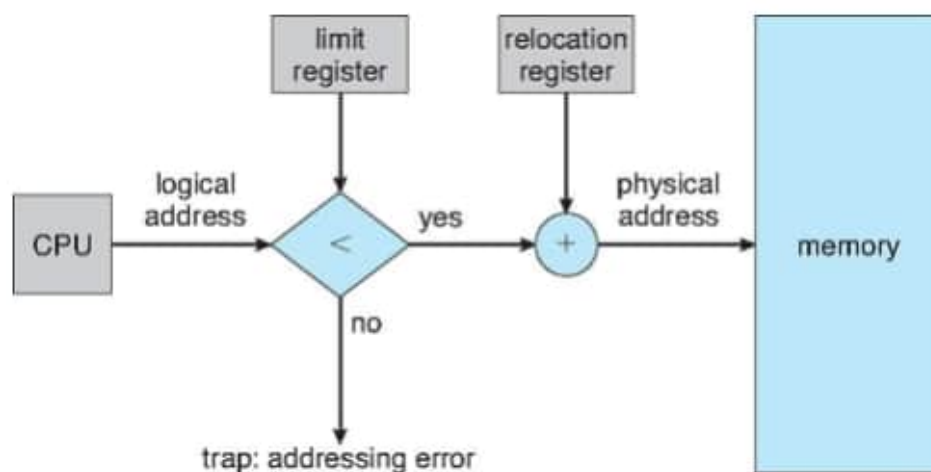 limit
register
relocation
register
logical
address
physical
address
CPU
<
yes
+
memory
no
trap: addressing error